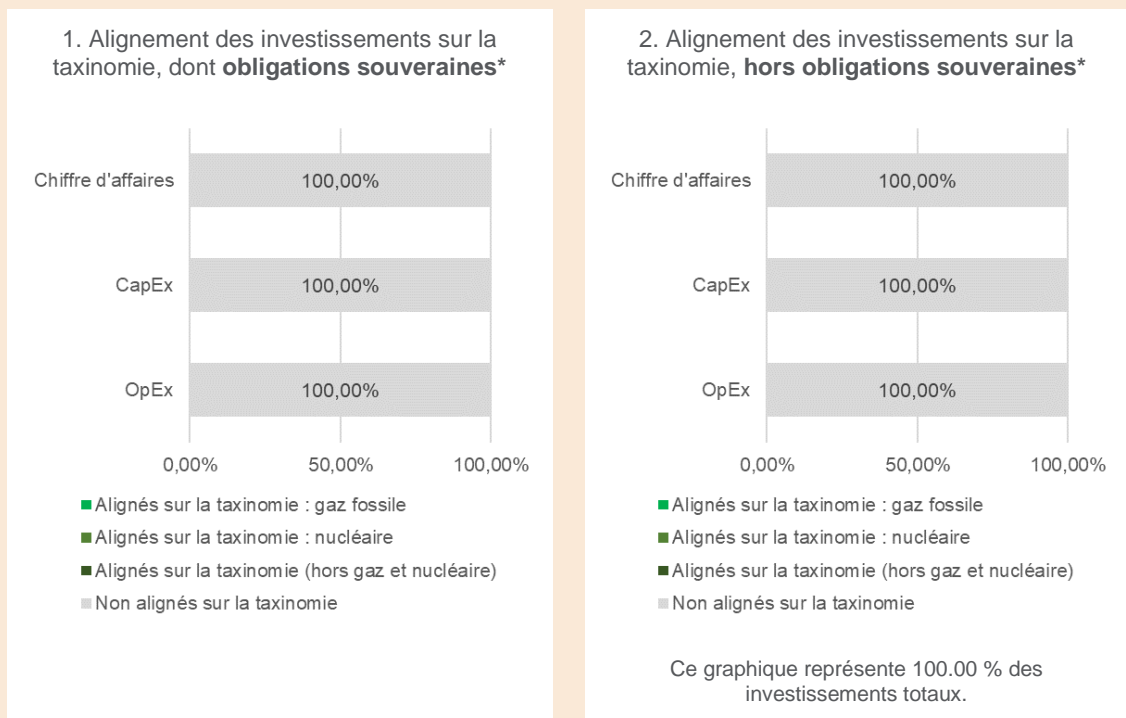 1. Alignement des investissements sur la
taxinomie, dont obligations souveraines*
Chiffre d'affaires
100,00%
CapEx
100,00%
OpEx
100,00%
0,00%
50,00%
100,00%
Alignés sur la taxinomie : gaz fossile
Alignés sur la taxinomie : nucléaire
Alignés sur la taxinomie (hors gaz et nucléaire)
Non alignés sur la taxinomie
2. Alignement des investissements sur la
taxinomie, hors obligations souveraines*
Chiffre d'affaires
100,00%
CapEx
100,00%
OpEx
100,00%
0,00%
50,00%
100,00%
Alignés sur la taxinomie : gaz fossile
Alignés sur la taxinomie : nucléaire
Alignés sur la taxinomie (hors gaz et nucléaire)
Non alignés sur la taxinomie
Ce graphique représente 100.00 % des
investissements totaux.